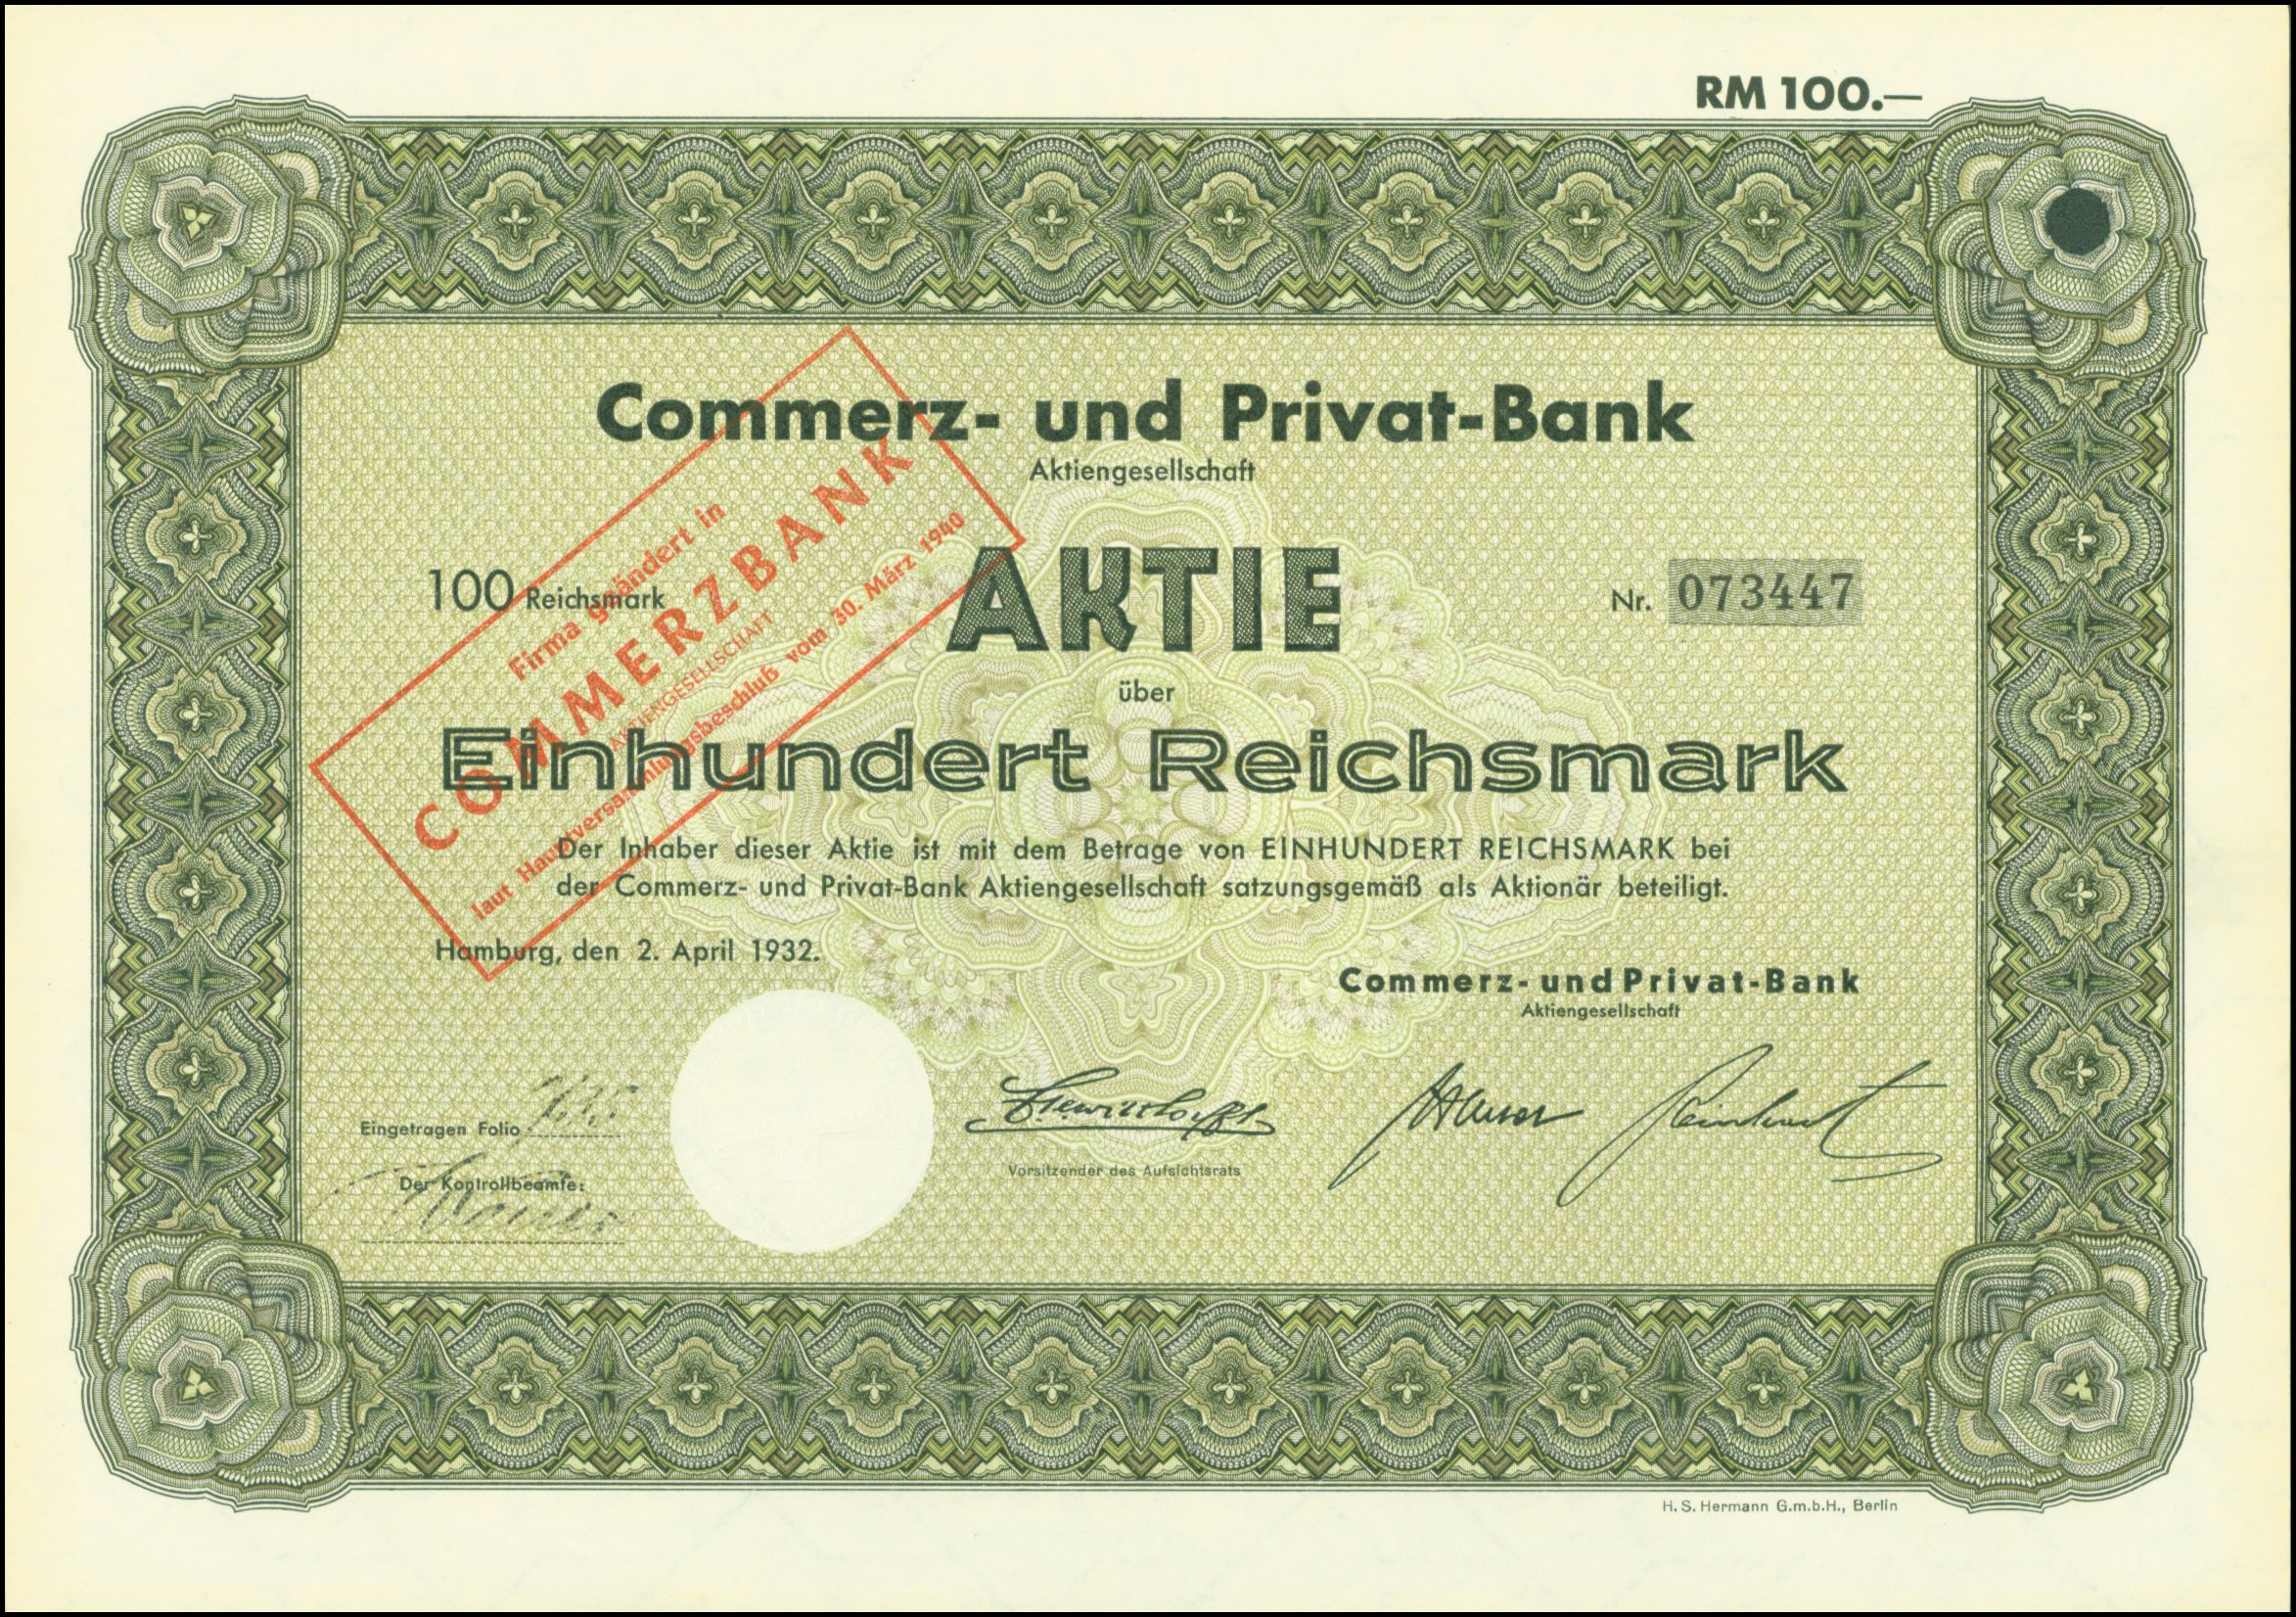 RM 100.—
Commerz- und Privat-Bank
Aktiengesellschaft
Firma geändert in
COMMERZBANK
AKTIENGESELLSCHAFT
laut Hauptversammlungsbeschluß vom 30. März 1940
100 Reichsmark
AKTIE
Nr. 073447
über
Einhundert Reichsmark
Der Inhaber dieser Aktie ist mit dem Betrage von EINHUNDERT REICHSMARK bei
der Commerz- und Privat-Bank Aktiengesellschaft satzungsgemäß als Aktionär beteiligt.
Hamburg, den 2. April 1932.
Commerz- und Privat-Bank
Aktiengesellschaft
Eingetragen Folio
Vorsitzender des Aufsichtsrats
Der Kontrollbeamte:
H. S. Hermann G.m.b.H., Berlin